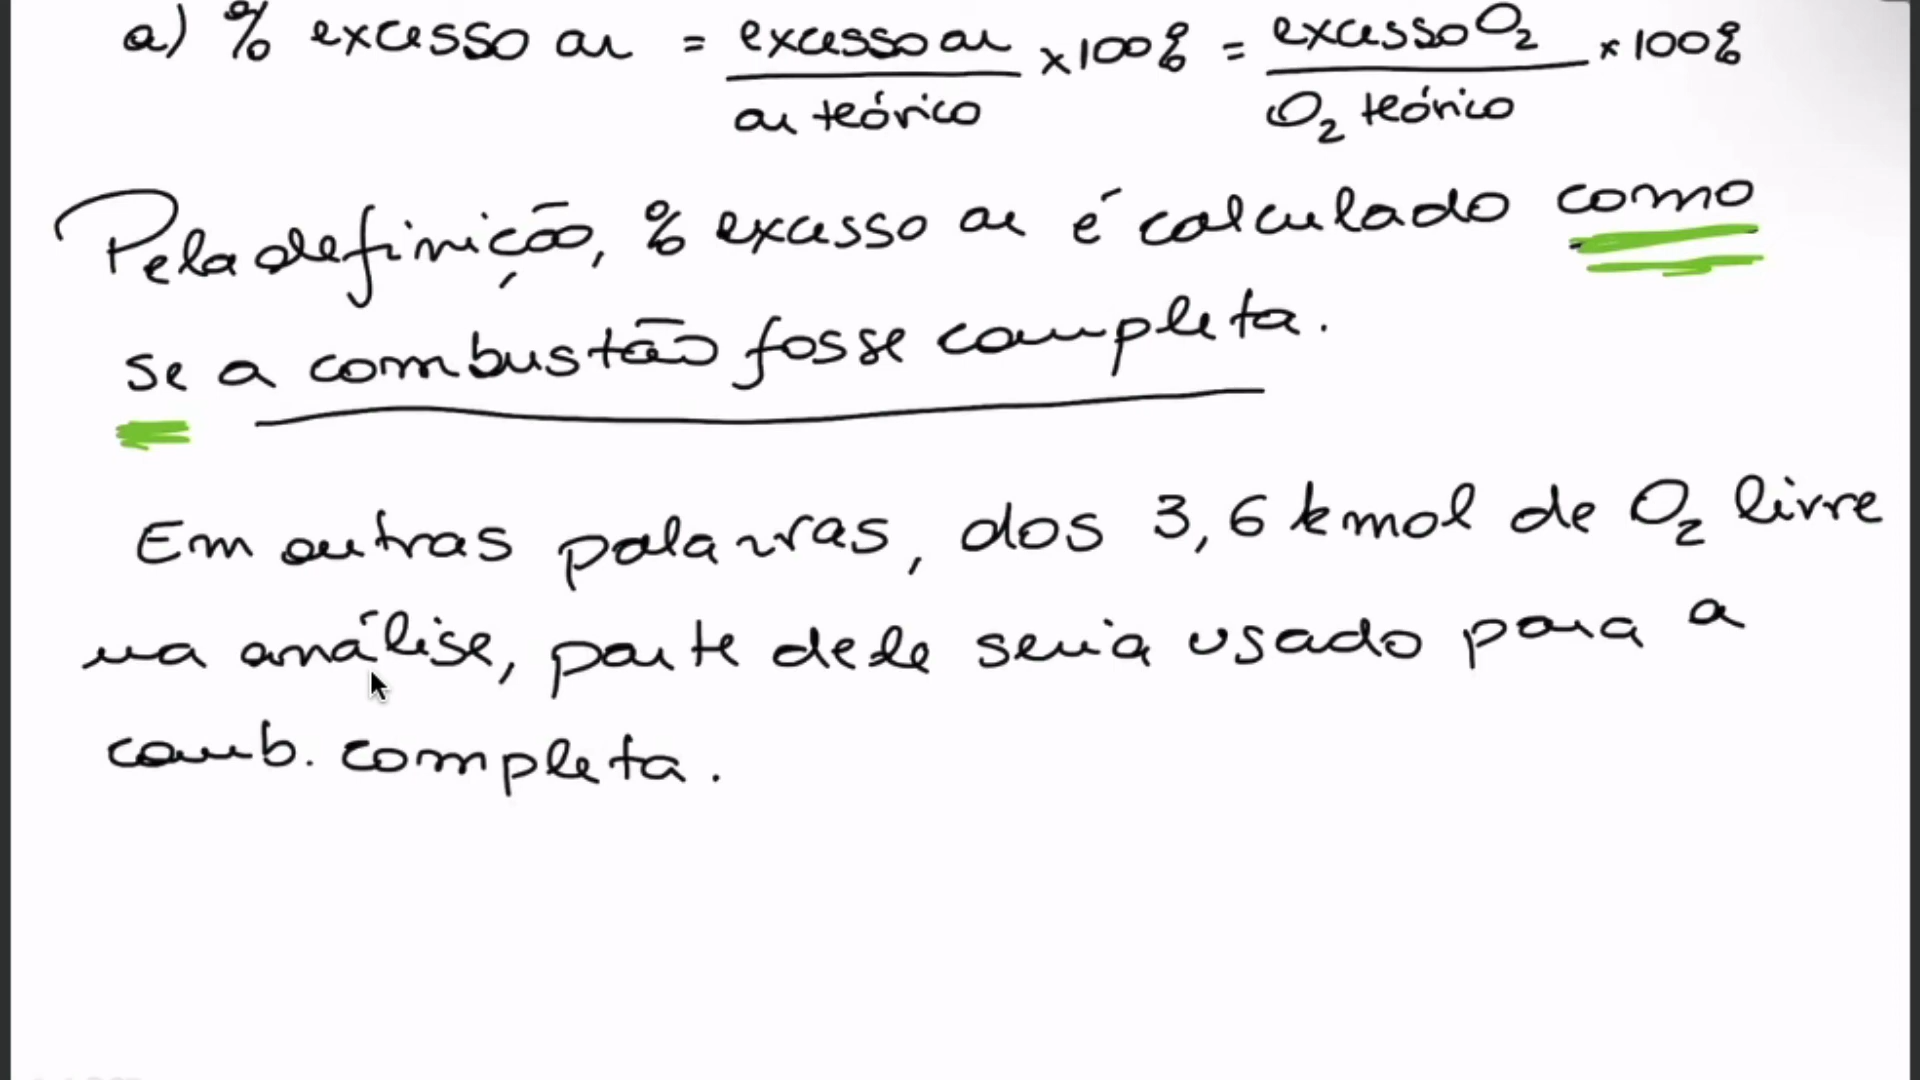 a) % excesso ar = excesso ar / ar teórico x 100% = excesso O2 / O2 teórico x 100%
Pela definição, % excesso ar é calculado como
se a combustão fosse completa.
Em outras palavras, dos 3,6 kmol de O2 livre
na análise, parte dele seria usado para a
comb. completa.